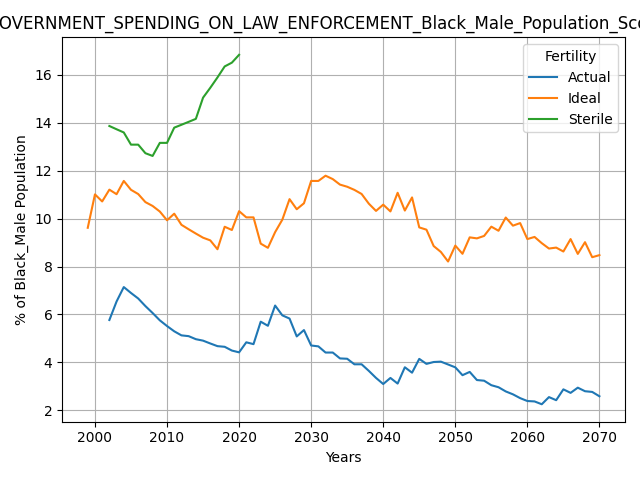 OVERNMENT_SPENDING_ON_LAW_ENFORCEMENT_Black_Male_Population_Sc
Fertility
Actual
Ideal
Sterile
% of Black_Male Population
16
14
12
10
8
6
4
2
2000 2010 2020 2030 2040 2050 2060 2070
Years